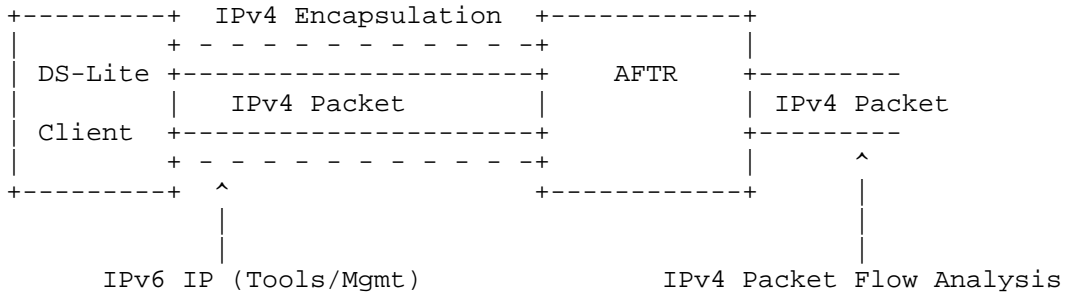 IPv4 Encapsulation
DS-Lite AFTR
IPv4 Packet IPv4 Packet
Client
IPv6 IP (Tools/Mgmt) IPv4 Packet Flow Analysis